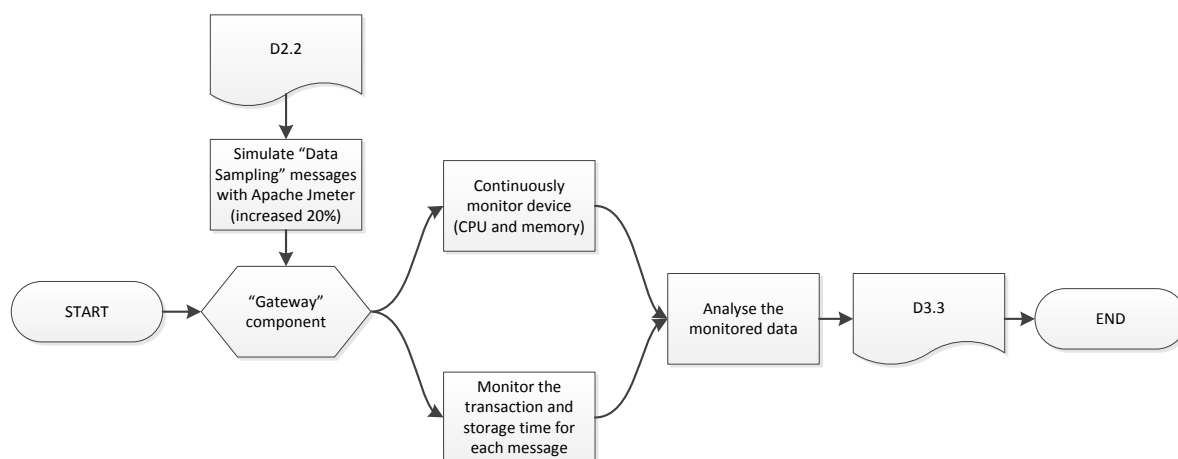 D2.2
Simulate “Data
Sampling” messages
with Apache Jmeter
(increased 20%)
START
“Gateway”
component
Continuously
monitor device
(CPU and memory)
Monitor the
transaction and
storage time for
each message
Analyse the
monitored data
D3.3
END